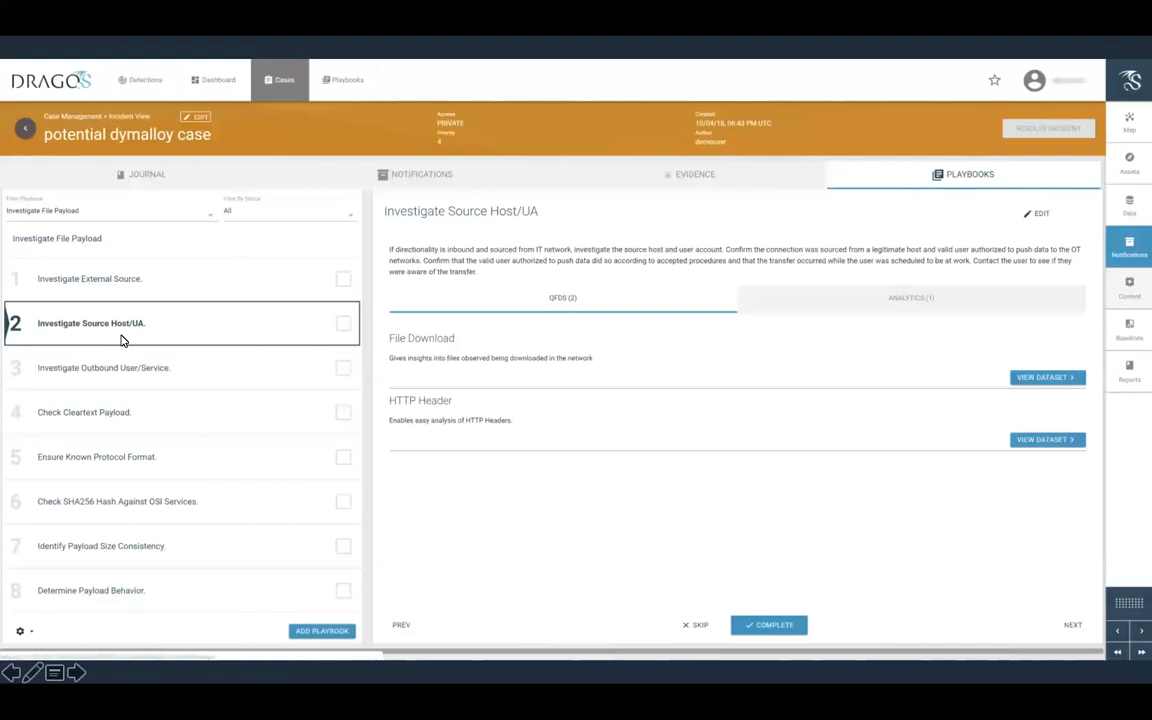 DRAGOS
Detections
Dashboard
Cases
Playbooks
Case Management > Incident View
EDIT
potential dymalloy case
Access
PRIVATE
Priority
4
Created:
10/04/18, 06:43 PM UTC
Author
demouser
RESOLVE INCIDENT
JOURNAL
NOTIFICATIONS
EVIDENCE
PLAYBOOKS
Filter Playbook
Investigate File Payload
Filter By Status
All
Investigate File Payload
1 Investigate External Source.
2 Investigate Source Host/UA.
3 Investigate Outbound User/Service.
4 Check Cleartext Payload.
5 Ensure Known Protocol Format.
6 Check SHA256 Hash Against OSI Services.
7 Identify Payload Size Consistency.
8 Determine Payload Behavior.
ADD PLAYBOOK
Investigate Source Host/UA
EDIT
If directionality is inbound and sourced from IT network, investigate the source host and user account. Confirm the connection was sourced from a legitimate host and valid user authorized to push data to the OT
networks. Confirm that the valid user authorized to push data did so according to accepted procedures and that the transfer occurred while the user was scheduled to be at work. Contact the user to see if they
were aware of the transfer.
QFDS (2)
ANALYTICS (1)
File Download
Gives insights into files observed being downloaded in the network
VIEW DATASET >
HTTP Header
Enables easy analysis of HTTP Headers.
VIEW DATASET >
PREV
SKIP
COMPLETE
NEXT
Map
Assets
Data
Notifications
Content
Baselines
Reports